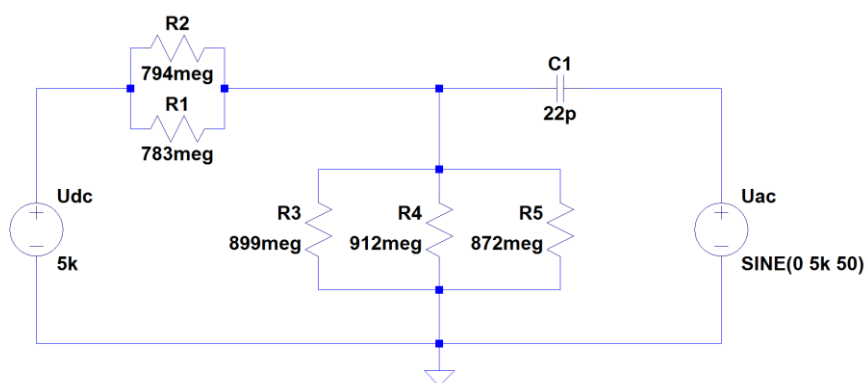 R2
794meg
R1
783meg
C1
22p
Udc
5k
R3
899meg
R4
912meg
R5
872meg
Uac
SINE(0 5k 50)